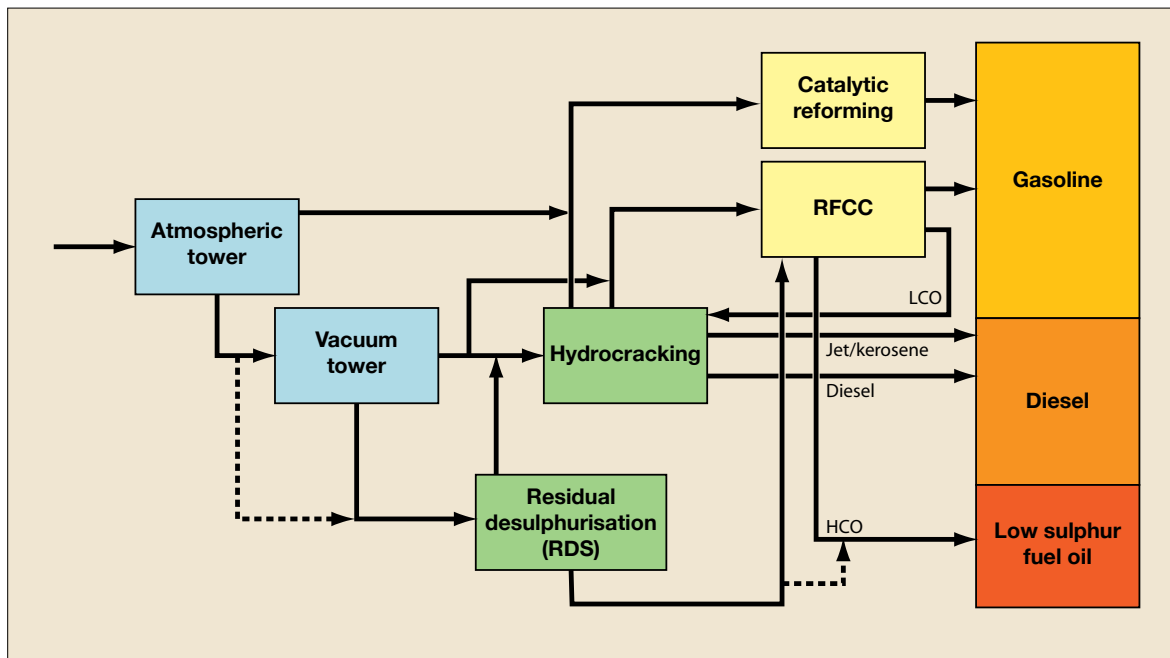 Catalytic
reforming
Gasoline
RFCC
Atmospheric
tower
LCO
Vacuum
tower
Hydrocracking
Jet/kerosene
Diesel
Diesel
Residual
desulphurisation
(RDS)
HCO
Low sulphur
fuel oil